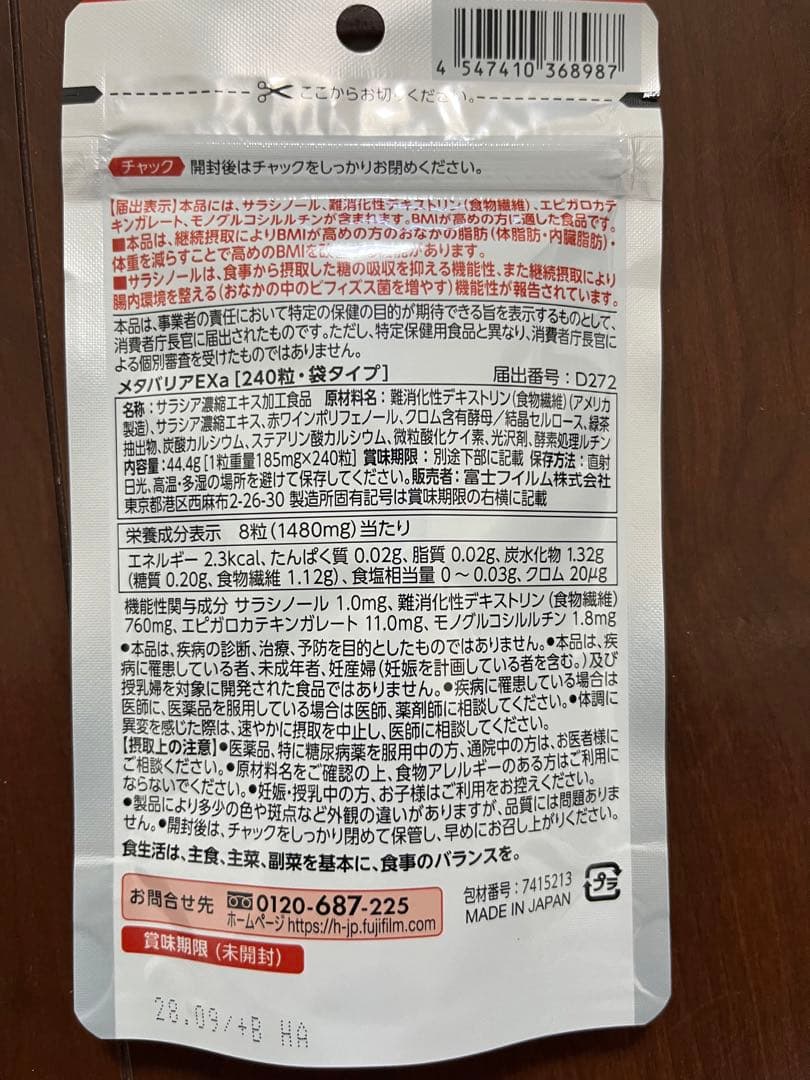 4 547410 368987
ここからお切りください。
チャック 開封後はチャックをしっかりお閉めください。
【届出表示】本品には、サラシノール、難消化性デキストリン(食物繊維)、エピガロカテ
キンガレート、モノグルコシルルチンが含まれます。BMIが高めの方に適した食品です。
■本品は、継続摂取によりBMIが高めの方のおなかの脂肪(体脂肪・内臓脂肪)・
体重を減らすことで高めのBMIを改善する機能があります。
■サラシノールは、食事から摂取した糖の吸収を抑える機能性、また継続摂取により
腸内環境を整える(おなかの中のビフィズス菌を増やす)機能性が報告されています。
本品は、事業者の責任において特定の保健の目的が期待できる旨を表示するものとして、
消費者庁長官に届出されたものです。ただし、特定保健用食品と異なり、消費者庁長官に
よる個別審査を受けたものではありません。
メタバリアEXa [240粒・袋タイプ] 届出番号:D272
名称:サラシア濃縮エキス加工食品 原材料名:難消化性デキストリン(食物繊維)(アメリカ
製造)、サラシア濃縮エキス、赤ワインポリフェノール、クロム含有酵母/結晶セルロース、緑茶
抽出物、炭酸カルシウム、ステアリン酸カルシウム、微粒酸化ケイ素、光沢剤、酵素処理ルチン
内容量:44.4g[1粒重量185mg×240粒] 賞味期限:別途下部に記載 保存方法:直射
日光、高温・多湿の場所を避けて保存してください。販売者:富士フイルム株式会社
東京都港区西麻布2-26-30 製造所固有記号は賞味期限の右横に記載
栄養成分表示 8粒(1480mg)当たり
エネルギー 2.3kcal、たんぱく質 0.02g、脂質 0.02g、炭水化物 1.32g
(糖質 0.20g、食物繊維 1.12g)、食塩相当量 0～0.03g、クロム 20μg
機能性関与成分 サラシノール 1.0mg、難消化性デキストリン(食物繊維)
760mg、エピガロカテキンガレート 11.0mg、モノグルコシルルチン 1.8mg
●本品は、疾病の診断、治療、予防を目的としたものではありません。●本品は、疾
病に罹患している者、未成年者、妊産婦(妊娠を計画している者を含む。)及び
授乳婦を対象に開発された食品ではありません。●疾病に罹患している場合は
医師に、医薬品を服用している場合は医師、薬剤師に相談してください。●体調に
異変を感じた際は、速やかに摂取を中止し、医師に相談してください。
【摂取上の注意】●医薬品、特に糖尿病薬を服用中の方、通院中の方は、お医者様に
ご相談ください。●原材料名をご確認の上、食物アレルギーのある方はご利用に
ならないでください。●妊娠・授乳中の方、お子様はご利用をお控えください。
●製品により多少の色や斑点など外観の違いがありますが、品質には問題ありま
せん。●開封後は、チャックをしっかり閉めて保管し、早めにお召し上がりください。
食生活は、主食、主菜、副菜を基本に、食事のバランスを。
お問合せ先 0120-687-225
ホームページ https://h-jp.fujifilm.com
包材番号:7415213
MADE IN JAPAN
プラ
賞味期限(未開封)
28.09/+B HA